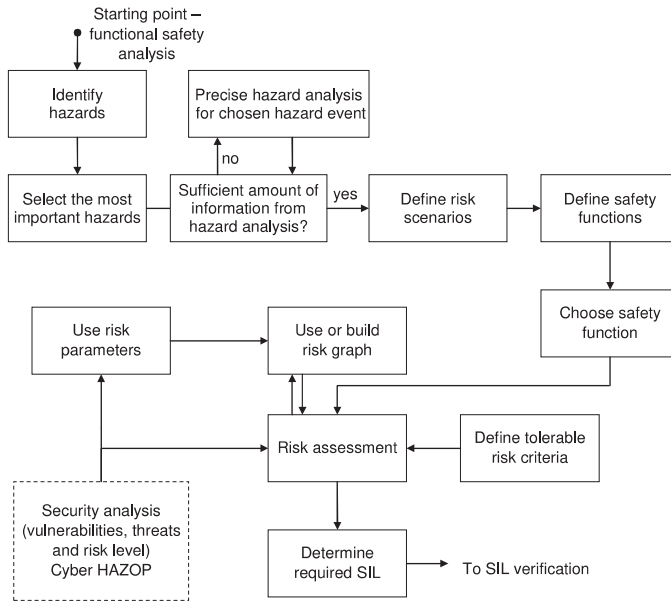 Starting point –
functional safety
analysis
Identify
hazards
Precise hazard analysis
for chosen hazard event
no
Select the most
important hazards
Sufficient amount of
information from
hazard analysis?
yes
Define risk
scenarios
Define safety
functions
Choose safety
function
Use risk
parameters
Use or build
risk graph
Risk assessment
Define tolerable
risk criteria
Security analysis
(vulnerabilities, threats
and risk level)
Cyber HAZOP
Determine
required SIL
To SIL verification